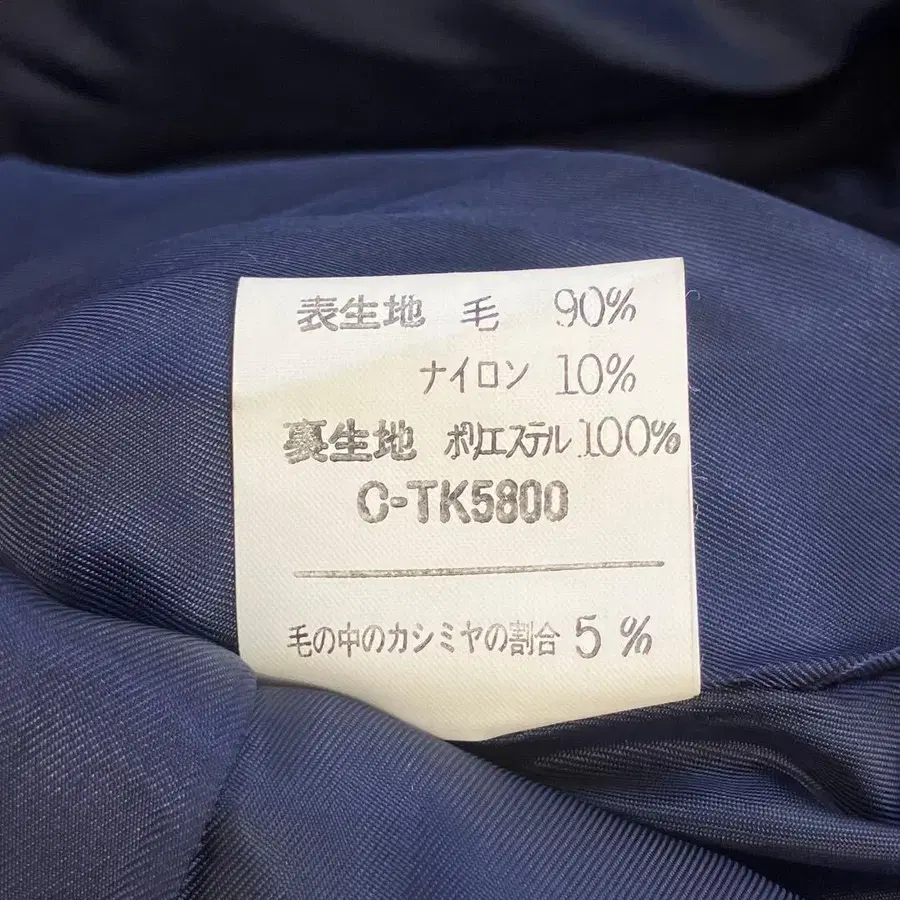 表生地 毛 90%
ナイロン 10%
裏生地 ポリエステル 100%
C-TK5800
毛の中のカシミヤの割合 5 %